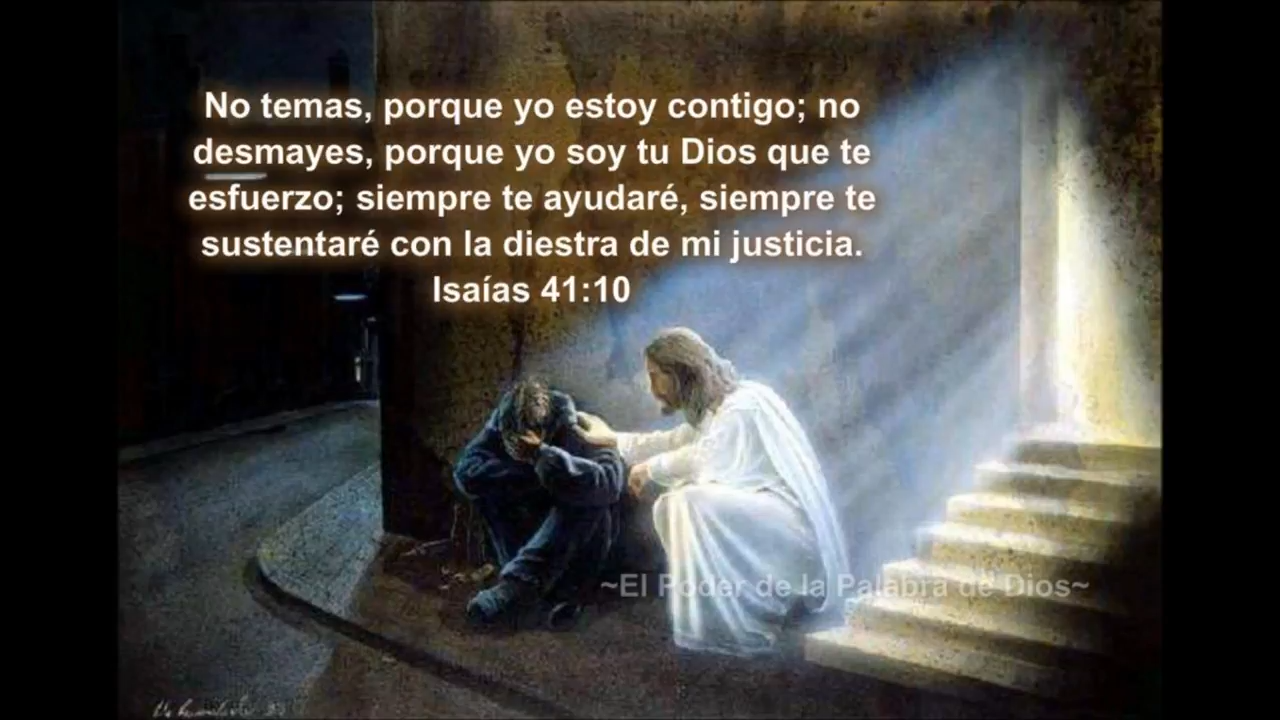 No temas, porque yo estoy contigo; no
desmayes, porque yo soy tu Dios que te
esfuerzo; siempre te ayudaré, siempre te
sustentaré con la diestra de mi justicia.
Isaías 41:10
~El Poder de la Palabra de Dios~